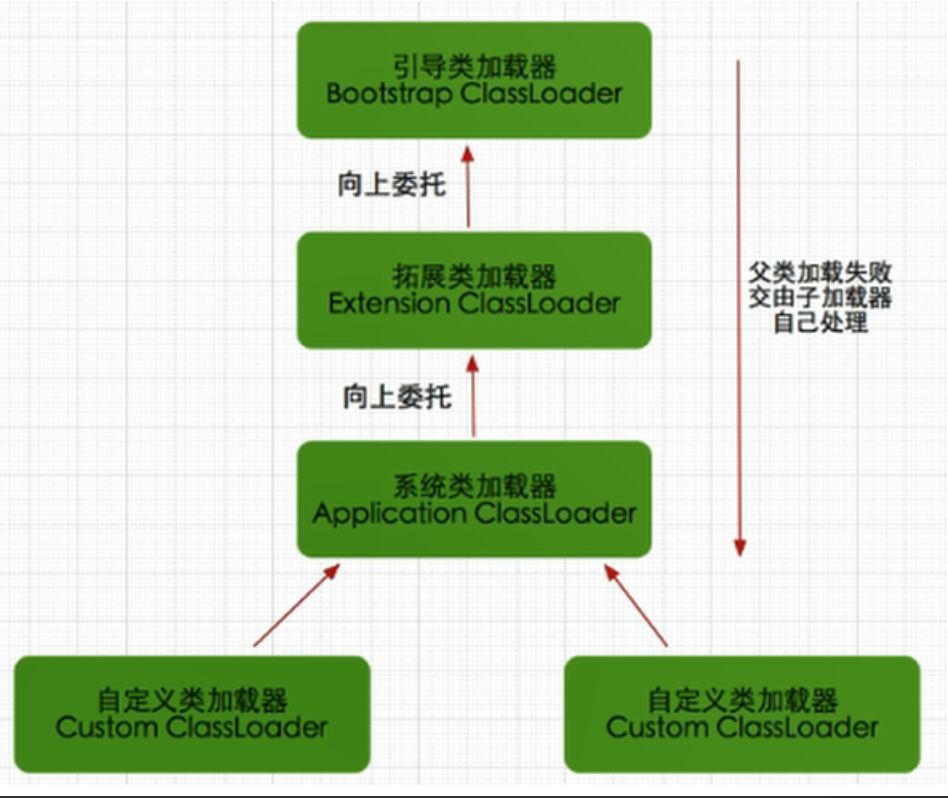 引导类加载器
Bootstrap ClassLoader
向上委托
拓展类加载器
Extension ClassLoader
父类加载失败
交由子加载器
自己处理
向上委托
系统类加载器
Application ClassLoader
自定义类加载器
Custom ClassLoader
自定义类加载器
Custom ClassLoader